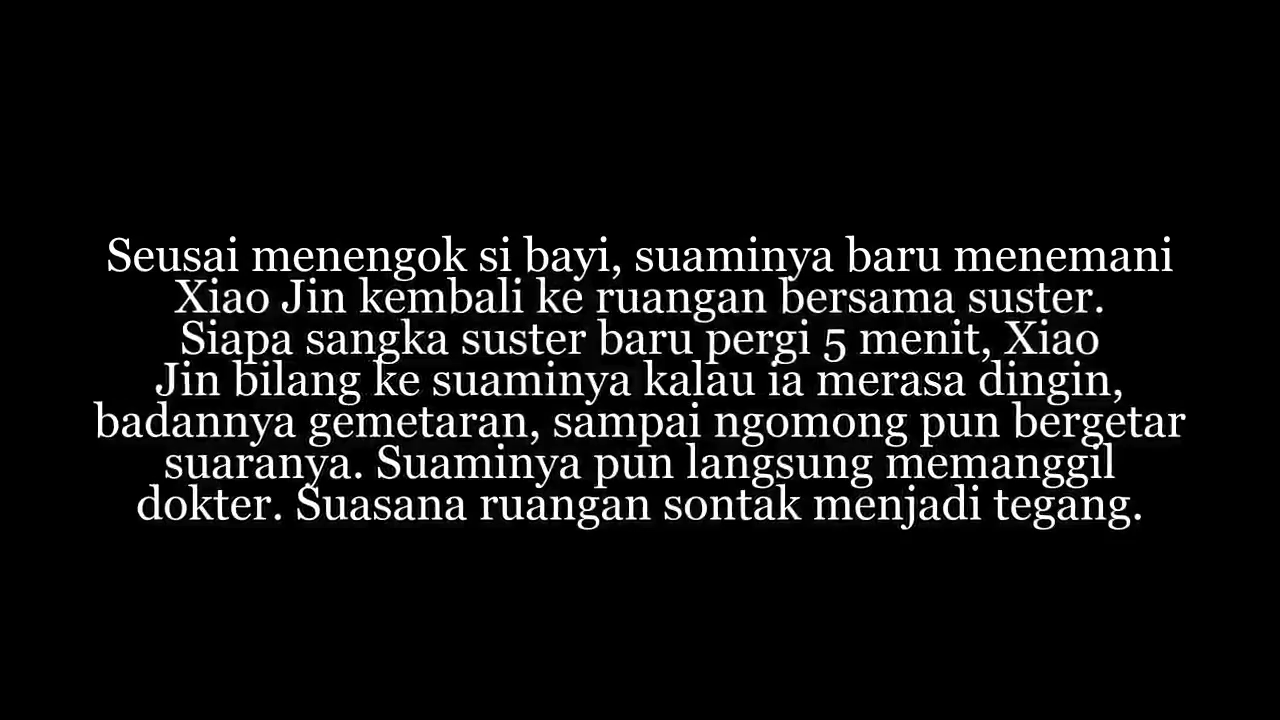 Seusai menengok si bayi, suaminya baru menemani
Xiao Jin kembali ke ruangan bersama suster.
Siapa sangka suster baru pergi 5 menit, Xiao
Jin bilang ke suaminya kalau ia merasa dingin,
badannya gemetaran, sampai ngomong pun bergetar
suaranya. Suaminya pun langsung memanggil
dokter. Suasana ruangan sontak menjadi tegang.